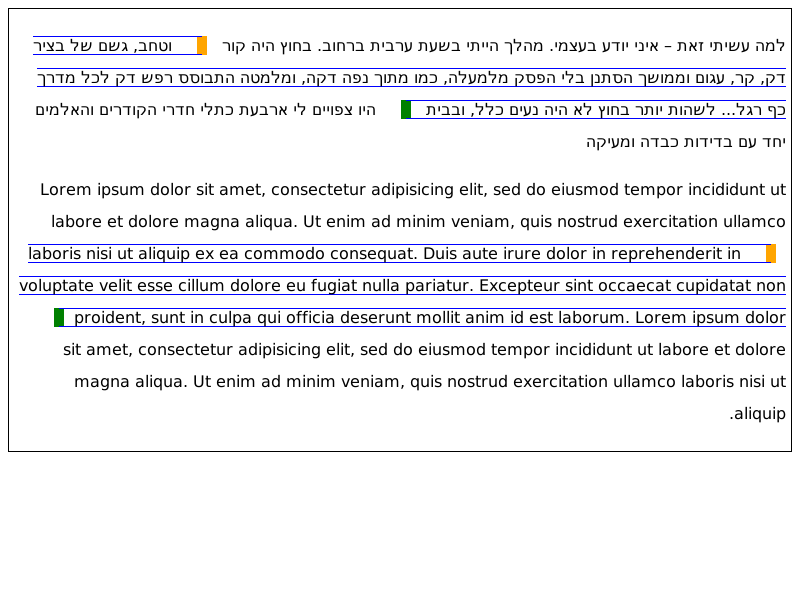 למה עשיתי זאת – איני יודע בעצמי. מהלך הייתי בשעת ערבית ברחוב. בחוץ היה קור וטחב, גשם של בציר
דק, קר, עגום וממושך הסתנן בלי הפסק מלמעלה, כמו מתוך נפה דקה, ומלמטה התבוסס רפש דק לכל מדרך
כף רגל... לשהות יותר בחוץ לא היה נעים כלל, ובבית היו צפויים לי ארבעת כתלי חדרי הקודרים והאלמים
יחד עם בדידות כבדה ומעיקה
Lorem ipsum dolor sit amet, consectetur adipisicing elit, sed do eiusmod tempor incididunt ut
labore et dolore magna aliqua. Ut enim ad minim veniam, quis nostrud exercitation ullamco
laboris nisi ut aliquip ex ea commodo consequat. Duis aute irure dolor in reprehenderit in
voluptate velit esse cillum dolore eu fugiat nulla pariatur. Excepteur sint occaecat cupidatat non
proident, sunt in culpa qui officia deserunt mollit anim id est laborum. Lorem ipsum dolor
sit amet, consectetur adipisicing elit, sed do eiusmod tempor incididunt ut labore et dolore
magna aliqua. Ut enim ad minim veniam, quis nostrud exercitation ullamco laboris nisi ut
aliquip.